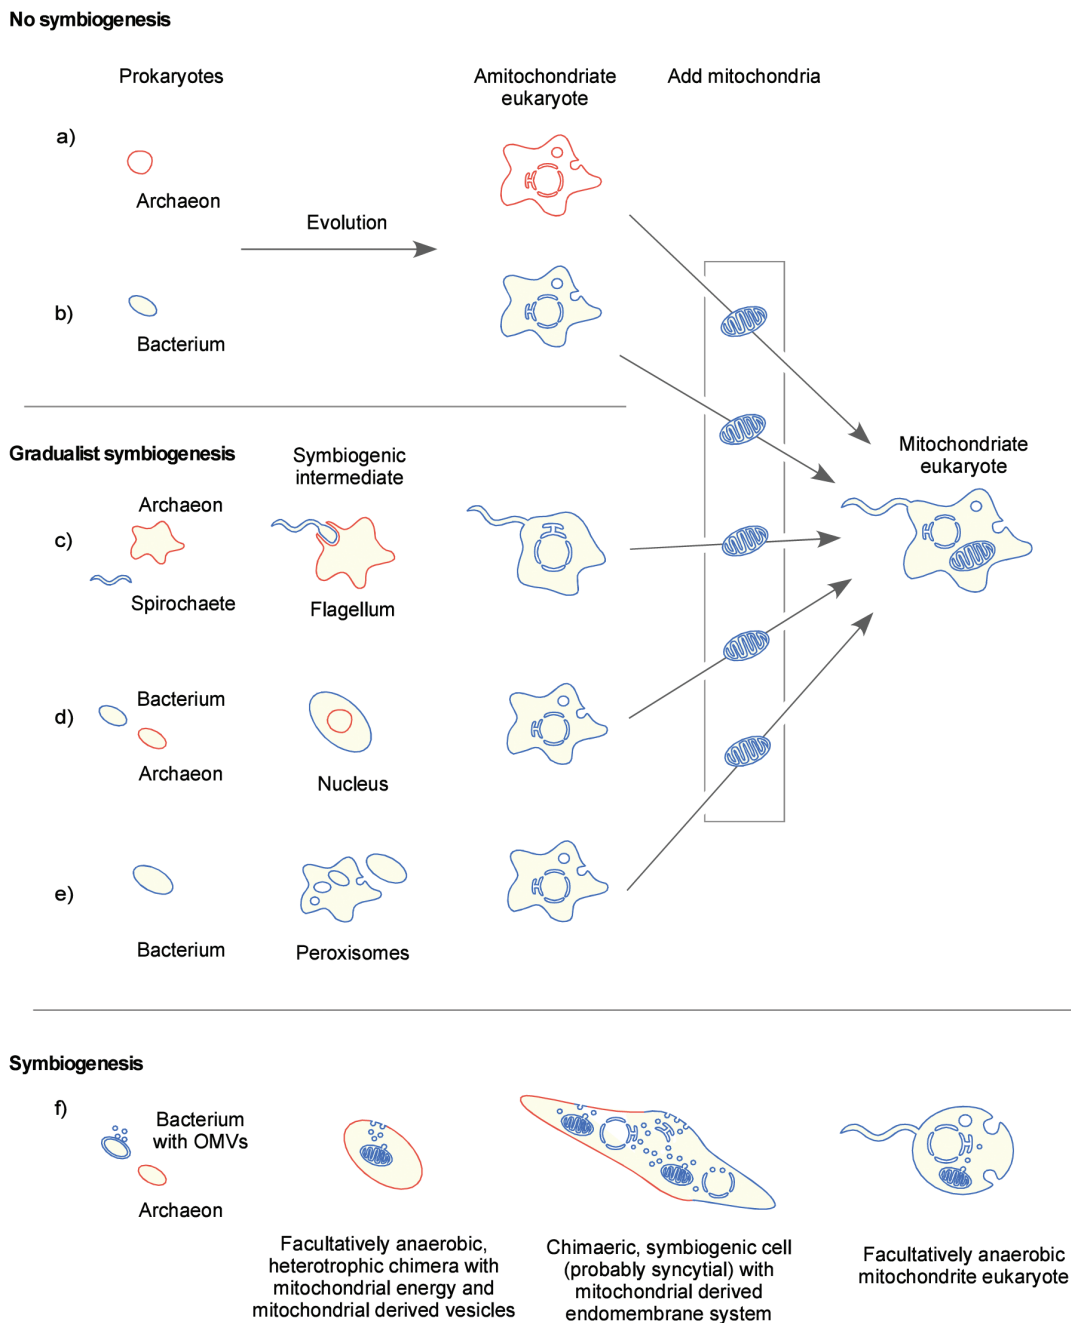 No symbiogenesis
Prokaryotes
Amitochondriate
eukaryote
Add mitochondria
a)
Archaeon
Evolution
b)
Bacterium
Gradualist symbiogenesis
Symbiogenic
intermediate
Mitochondriate
eukaryote
Archaeon
c)
Spirochaete
Flagellum
Bacterium
d)
Archaeon
Nucleus
e)
Bacterium
Peroxisomes
Symbiogenesis
f)
Bacterium
with OMVs
Archaeon
Facultatively anaerobic,
heterotrophic chimera with
mitochondrial energy and
mitochondrial derived vesicles
Chimaeric, symbiogenic cell
(probably syncytial) with
mitochondrial derived
endomembrane system
Facultatively anaerobic
mitochondrite eukaryote